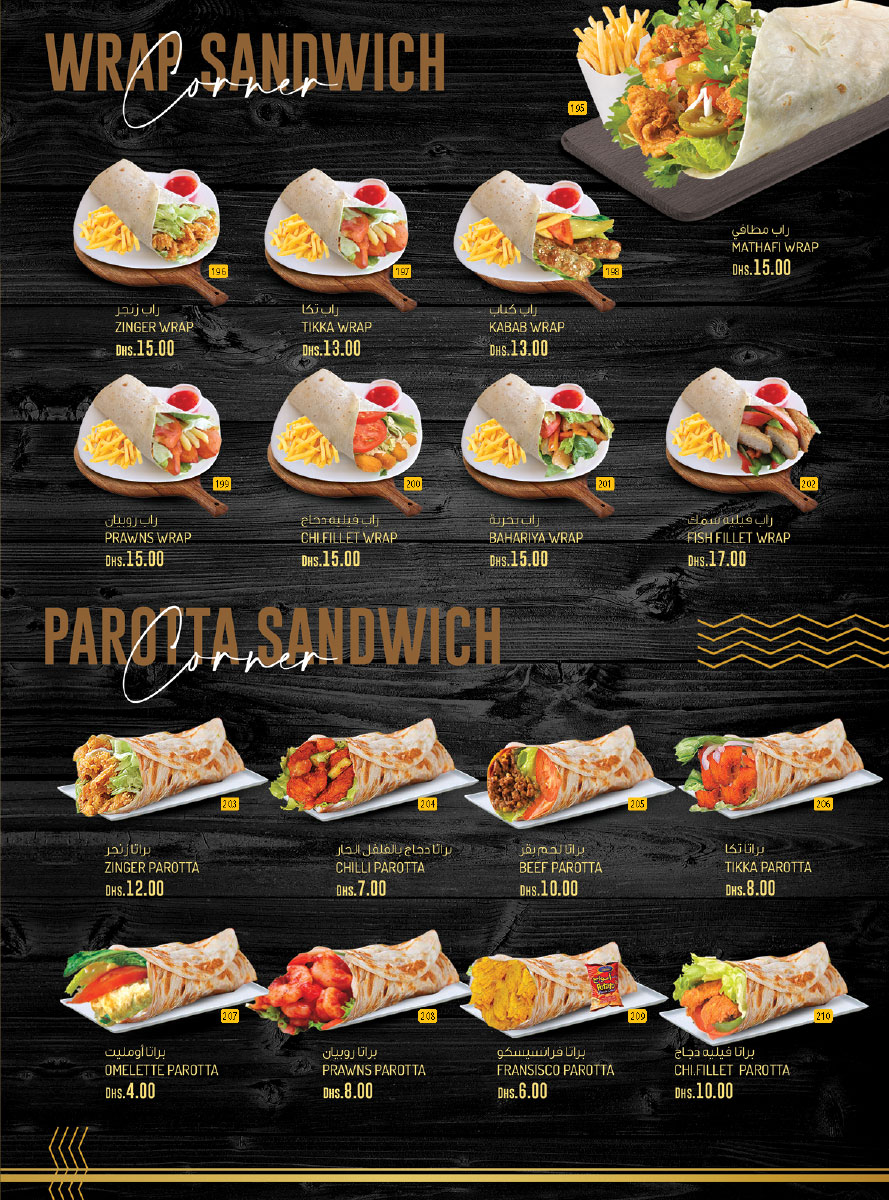 WRAP SANDWICH
Corner
195
راب مطافي
MATHAFI WRAP
DHS.15.00
196
راب زنجر
ZINGER WRAP
DHS.15.00
197
راب تكا
TIKKA WRAP
DHS.13.00
198
راب كباب
KABAB WRAP
DHS.13.00
199
راب روبيان
PRAWNS WRAP
DHS.15.00
200
راب فيليه دجاج
CHI.FILLET WRAP
DHS.15.00
201
راب بحرية
BAHARIYA WRAP
DHS.15.00
202
راب فيليه سمك
FISH FILLET WRAP
DHS.17.00
PAROTTA SANDWICH
Corner
203
براتا زنجر
ZINGER PAROTTA
DHS.12.00
204
براتا دجاج بالفلفل الحار
CHILLI PAROTTA
DHS.7.00
205
براتا لحم بقر
BEEF PAROTTA
DHS.10.00
206
براتا تكا
TIKKA PAROTTA
DHS.8.00
207
براتا أومليت
OMELETTE PAROTTA
DHS.4.00
208
براتا روبيان
PRAWNS PAROTTA
DHS.8.00
209
براتا فرانسيسكو
FRANSISCO PAROTTA
DHS.6.00
210
براتا فيليه دجاج
CHI.FILLET PAROTTA
DHS.10.00